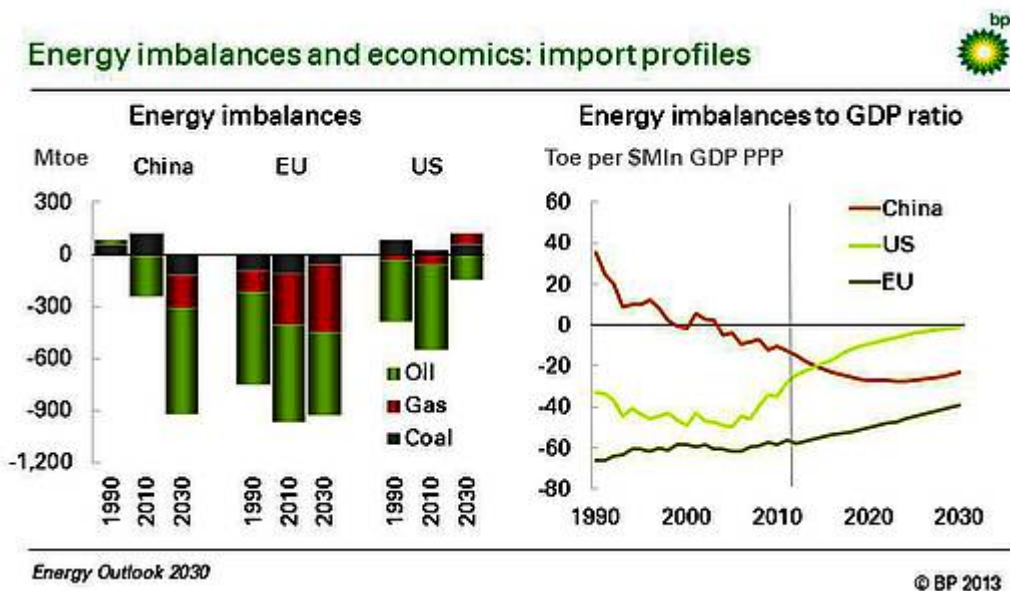 bp
Energy imbalances and economics: import profiles
Energy imbalances
Mtoe
China EU US
300
0
-300
-600
-900
-1,200
Oil
Gas
Coal
1990 2010 2030 1990 2010 2030 1990 2010 2030
Energy imbalances to GDP ratio
Toe per $Mln GDP PPP
60
40
20
0
-20
-40
-60
-80
China
US
EU
1990 2000 2010 2020 2030
Energy Outlook 2030
© BP 2013